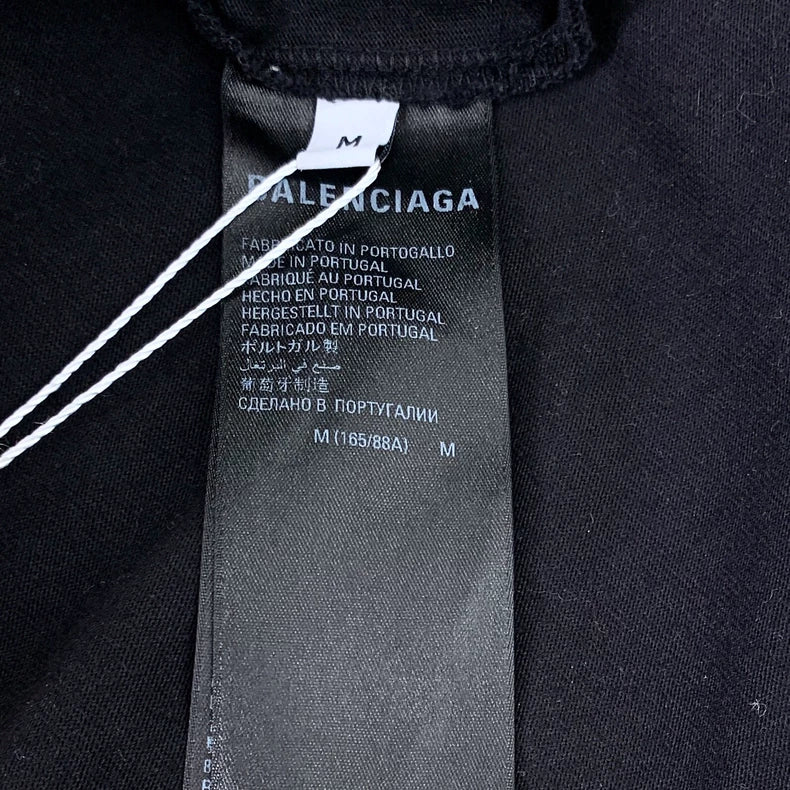 M
BALENCIAGA
FABRICATO IN PORTOGALLO
MADE IN PORTUGAL
FABRIQUÉ AU PORTUGAL
HECHO EN PORTUGAL
HERGESTELLT IN PORTUGAL
FABRICADO EM PORTUGAL
ポルトガル製
صنع في البرتغال
葡萄牙制造
СДЕЛАНО В ПОРТУГАЛИИ
M (165/88A) M